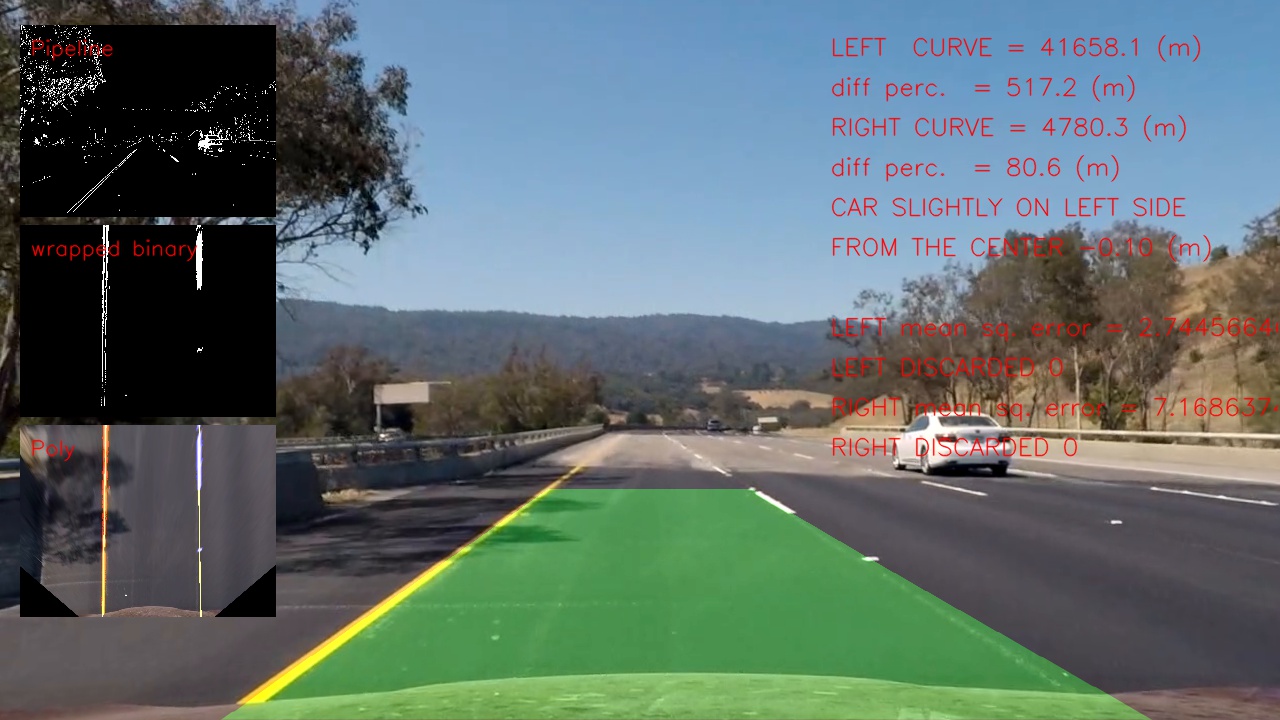 Pipeline
wrapped binary
Poly
LEFT CURVE = 41658.1 (m)
diff perc. = 517.2 (m)
RIGHT CURVE = 4780.3 (m)
diff perc. = 80.6 (m)
CAR SLIGHTLY ON LEFT SIDE
FROM THE CENTER -0.10 (m)
LEFT mean sq. error = 2.7445664
LEFT DISCARDED 0
RIGHT mean sq. error = 7.168637
RIGHT DISCARDED 0